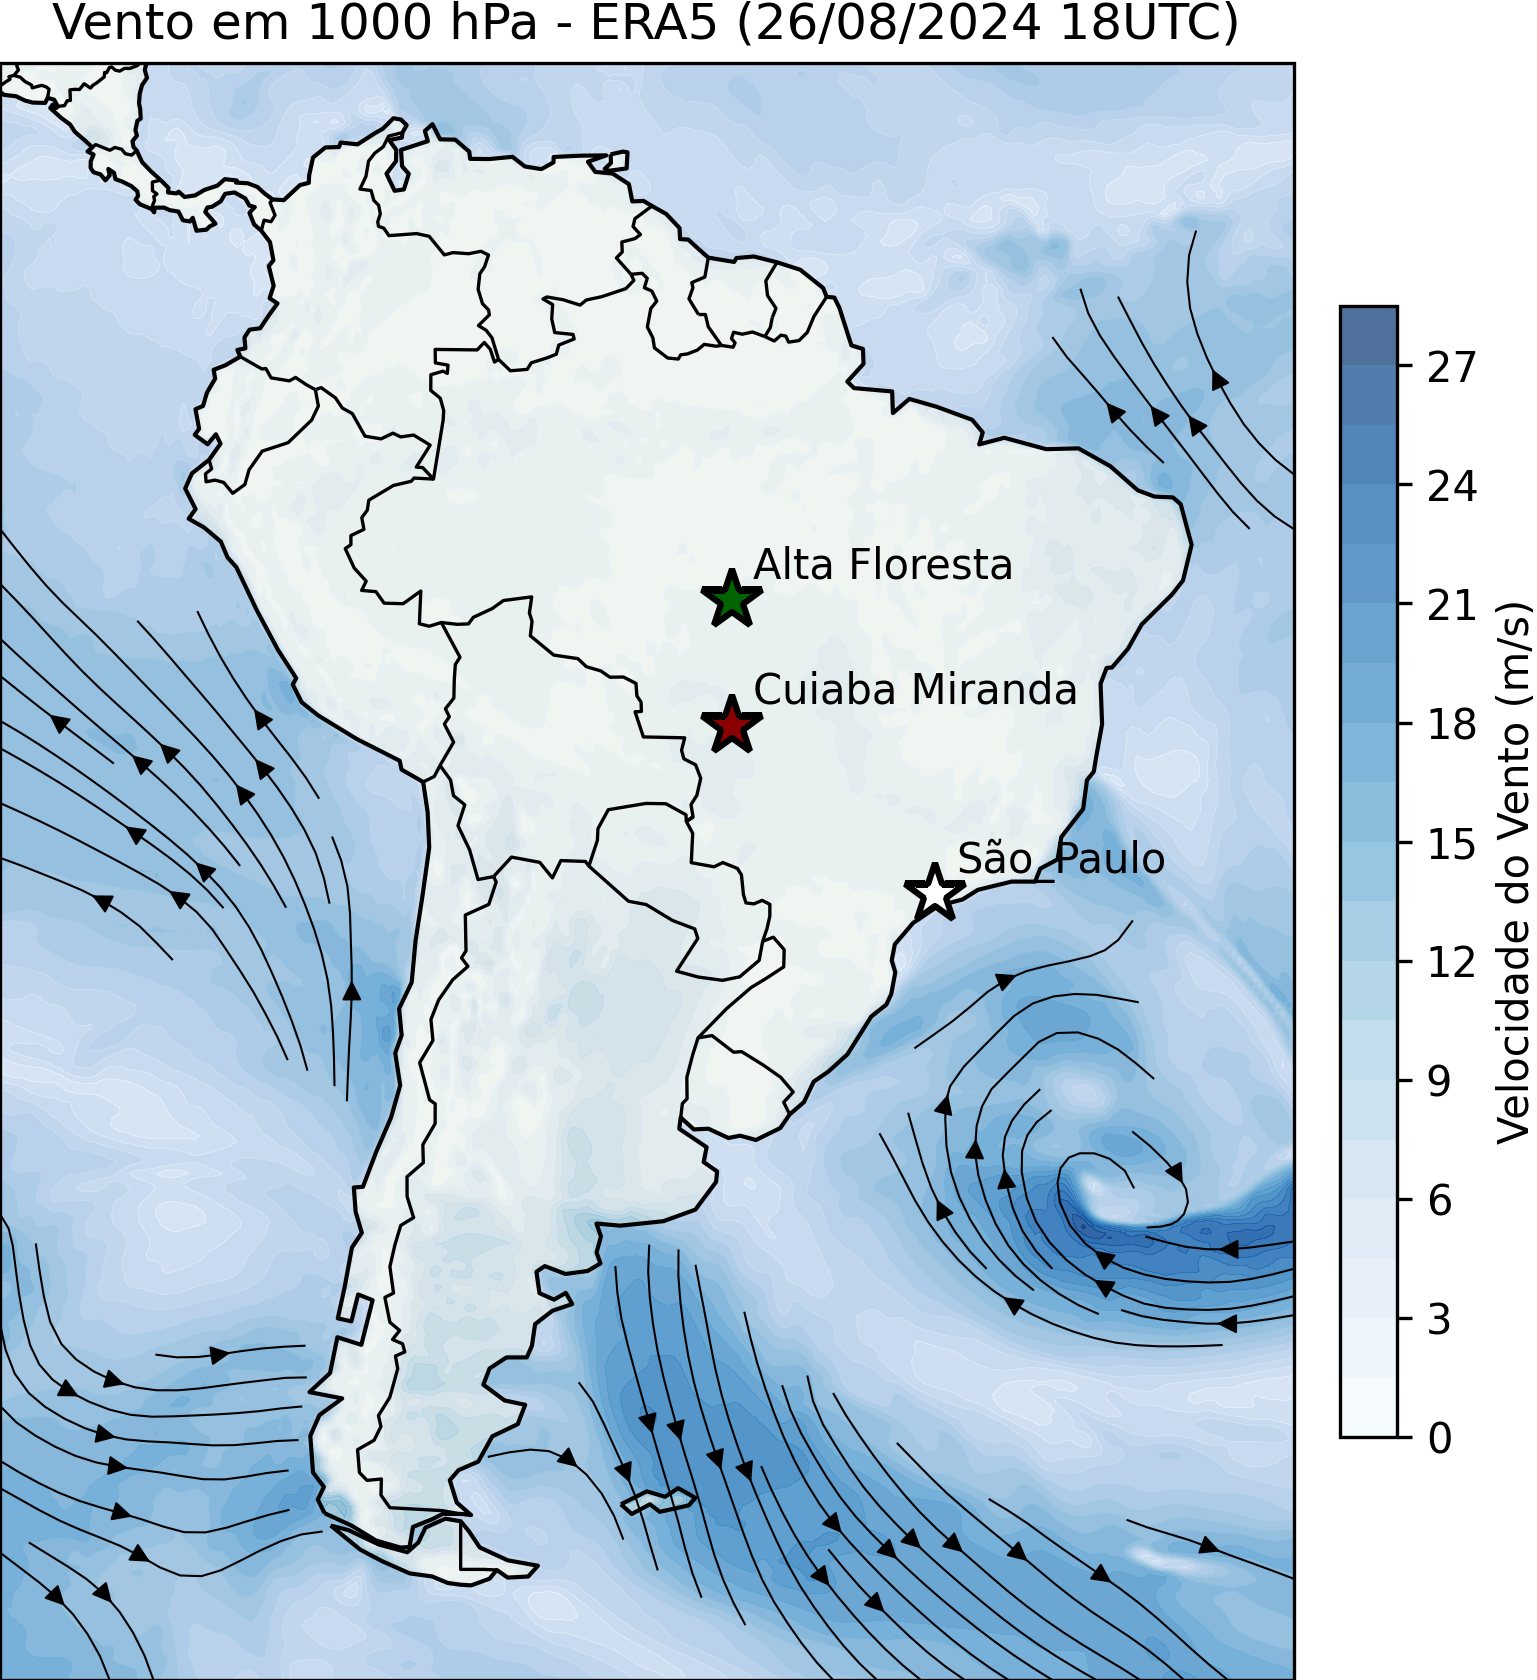 Vento em 1000 hPa - ERA5 (26/08/2024 18UTC)
Alta Floresta
Cuiaba Miranda
São Paulo
27
24
21
18
15
12
9
6
3
0
Velocidade do Vento (m/s)